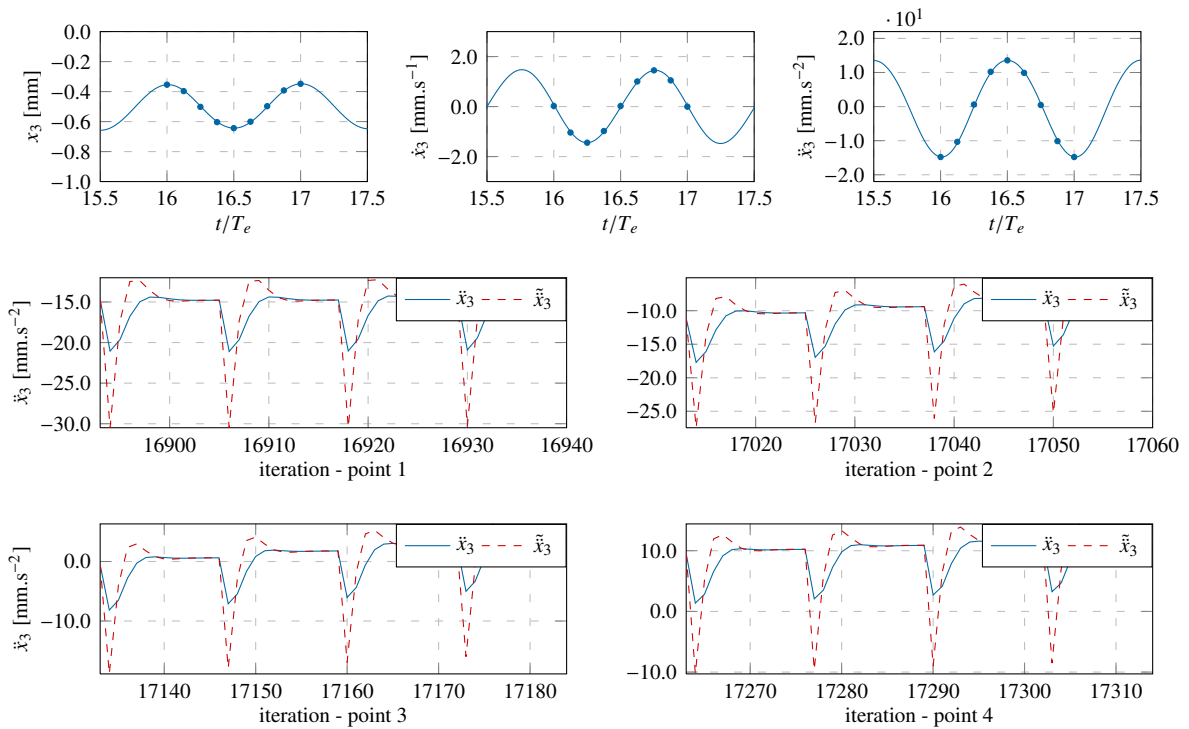 · 10¹
0.0
−0.2
−0.4
−0.6
−0.8
−1.0
x₃ [mm]
15.5 16 16.5 17 17.5
t/Tₑ
2.0
0.0
−2.0
ẋ₃ [mm.s⁻¹]
15.5 16 16.5 17 17.5
t/Tₑ
2.0
1.0
0.0
−1.0
−2.0
ẍ₃ [mm.s⁻²]
15.5 16 16.5 17 17.5
t/Tₑ
−15.0
−20.0
−25.0
−30.0
ẍ₃ [mm.s⁻²]
ẍ₃ ẍ̃₃
16900 16910 16920 16930 16940
iteration - point 1
−10.0
−15.0
−20.0
−25.0
ẍ₃ ẍ̃₃
17020 17030 17040 17050 17060
iteration - point 2
0.0
−10.0
ẍ₃ [mm.s⁻²]
ẍ₃ ẍ̃₃
17140 17150 17160 17170 17180
iteration - point 3
10.0
0.0
−10.0
ẍ₃ ẍ̃₃
17270 17280 17290 17300 17310
iteration - point 4